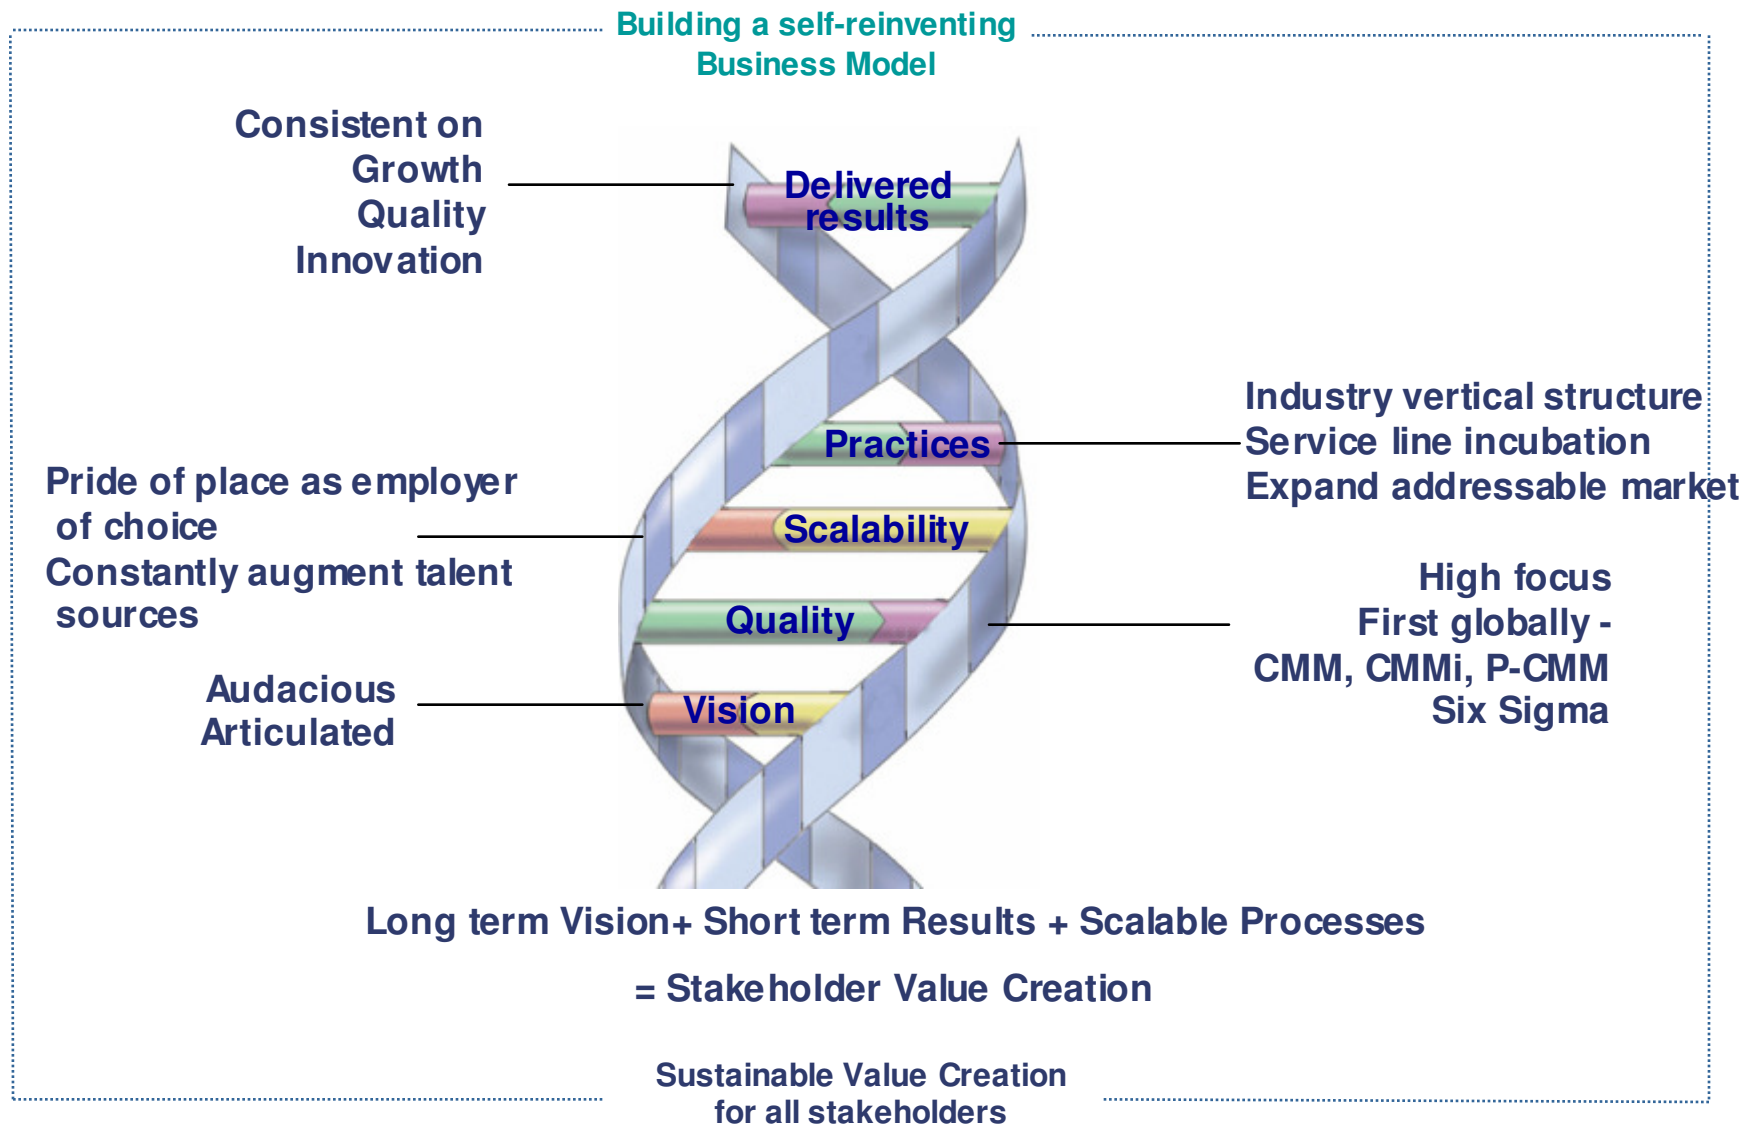 Building a self-reinventing
Business Model
Consistent on
Growth
Quality
Innovation
Delivered
results
Practices
Industry vertical structure
Service line incubation
Expand addressable market
Pride of place as employer
of choice
Constantly augment talent
sources
Scalability
Quality
High focus
First globally -
CMM, CMMi, P-CMM
Six Sigma
Audacious
Articulated
Vision
Long term Vision+ Short term Results + Scalable Processes
= Stakeholder Value Creation
Sustainable Value Creation
for all stakeholders